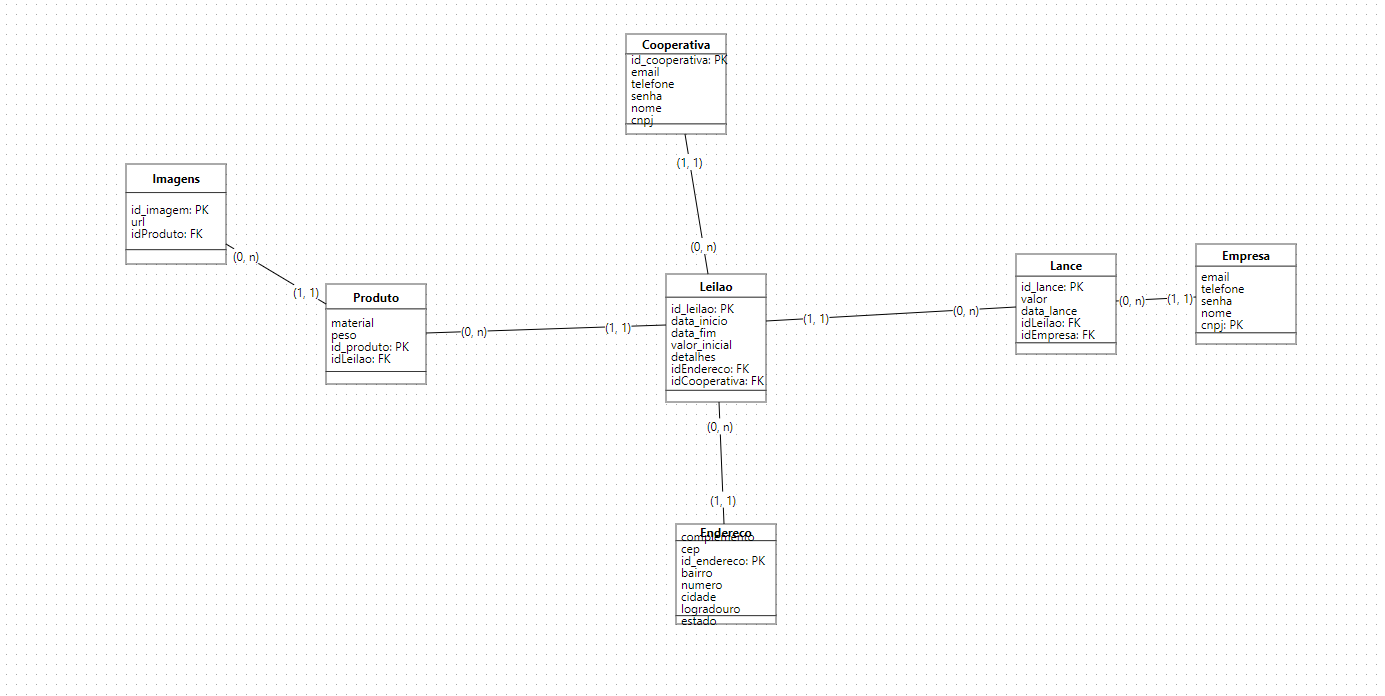 Cooperativa
id_cooperativa: PK
email
telefone
senha
nome
cnpj
(1, 1)
(0, n)
Imagens
id_imagem: PK
url
idProduto: FK
(0, n)
(1, 1)
Produto
material
peso
id_produto: PK
idLeilao: FK
(0, n)
(1, 1)
Leilao
id_leilao: PK
data_inicio
data_fim
valor_inicial
detalhes
idEndereco: FK
idCooperativa: FK
(1, 1)
(0, n)
Lance
id_lance: PK
valor
data_lance
idLeilao: FK
idEmpresa: FK
(0, n)
(1, 1)
Empresa
email
telefone
senha
nome
cnpj: PK
(0, n)
(1, 1)
Endereco
complemento
cep
id_endereco: PK
bairro
numero
cidade
logradouro
estado